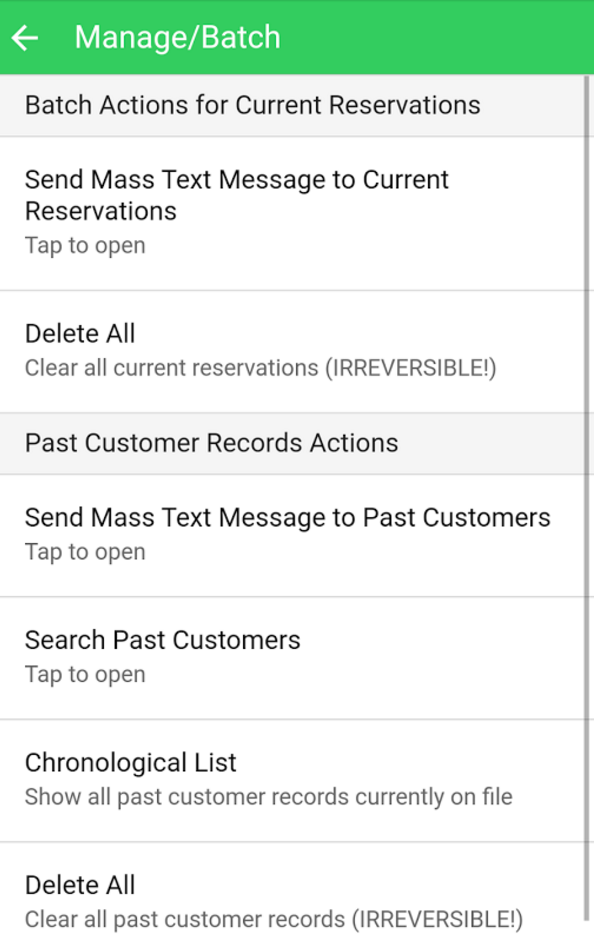 Manage/Batch
Batch Actions for Current Reservations
Send Mass Text Message to Current
Reservations
Tap to open
Delete All
Clear all current reservations (IRREVERSIBLE!)
Past Customer Records Actions
Send Mass Text Message to Past Customers
Tap to open
Search Past Customers
Tap to open
Chronological List
Show all past customer records currently on file
Delete All
Clear all past customer records (IRREVERSIBLE!)